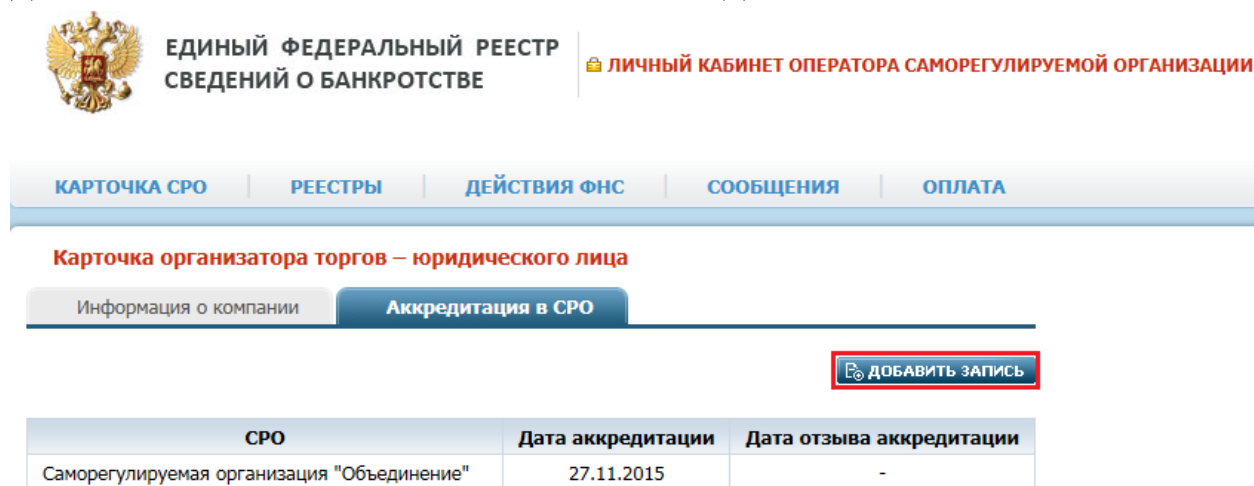 ЕДИНЫЙ ФЕДЕРАЛЬНЫЙ РЕЕСТР
СВЕДЕНИЙ О БАНКРОТСТВЕ
ЛИЧНЫЙ КАБИНЕТ ОПЕРАТОРА САМОРЕГУЛИРУЕМОЙ ОРГАНИЗАЦИИ
КАРТОЧКА СРО РЕЕСТРЫ ДЕЙСТВИЯ ФНС СООБЩЕНИЯ ОПЛАТА
Карточка организатора торгов – юридического лица
Информация о компании Аккредитация в СРО
ДОБАВИТЬ ЗАПИСЬ
СРО Дата аккредитации Дата отзыва аккредитации
Саморегулируемая организация "Объединение" 27.11.2015 -